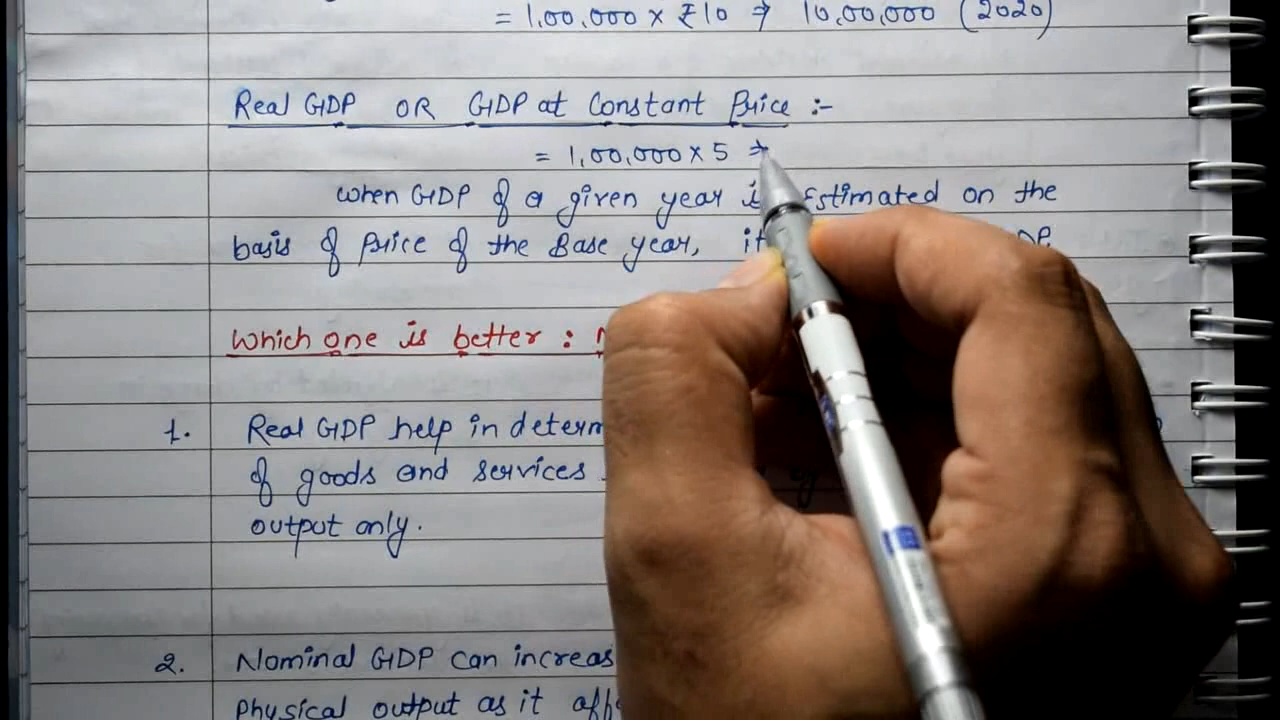 = 1,00,000 × ₹10 ⇒ 10,00,000 (2020)
Real GDP OR GDP at Constant Price :-
= 1,00,000 × 5 ⇒
when GDP of a given year is Estimated on the
basis of price of the Base year, it
Which one is better :
1. Real GDP help in determ
of goods and services
output only.
2. Nominal GDP can increas
Physical output as it aff